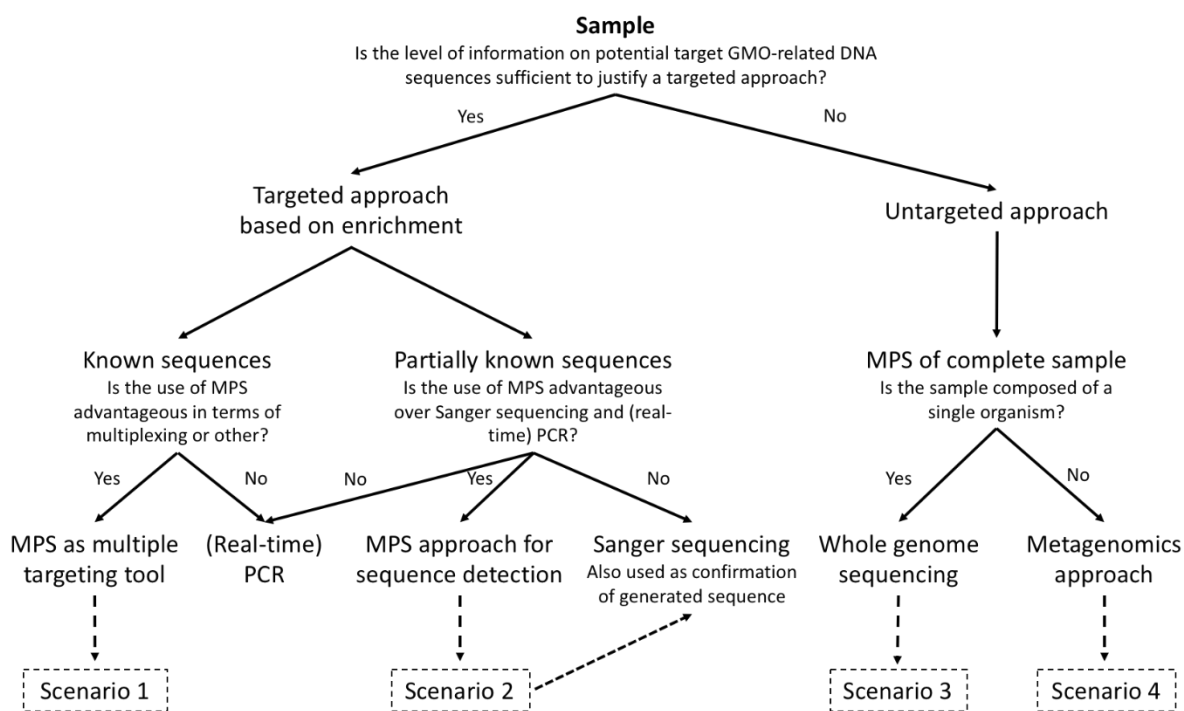 Sample
Is the level of information on potential target GMO-related DNA
sequences sufficient to justify a targeted approach?
Yes
No
Targeted approach
based on enrichment
Untargeted approach
Known sequences
Is the use of MPS
advantageous in terms of
multiplexing or other?
Partially known sequences
Is the use of MPS advantageous
over Sanger sequencing and (real-
time) PCR?
MPS of complete sample
Is the sample composed of a
single organism?
Yes
No
No
Yes
No
Yes
No
MPS as multiple
targeting tool
(Real-time)
PCR
MPS approach for
sequence detection
Sanger sequencing
Also used as confirmation
of generated sequence
Whole genome
sequencing
Metagenomics
approach
Scenario 1
Scenario 2
Scenario 3
Scenario 4